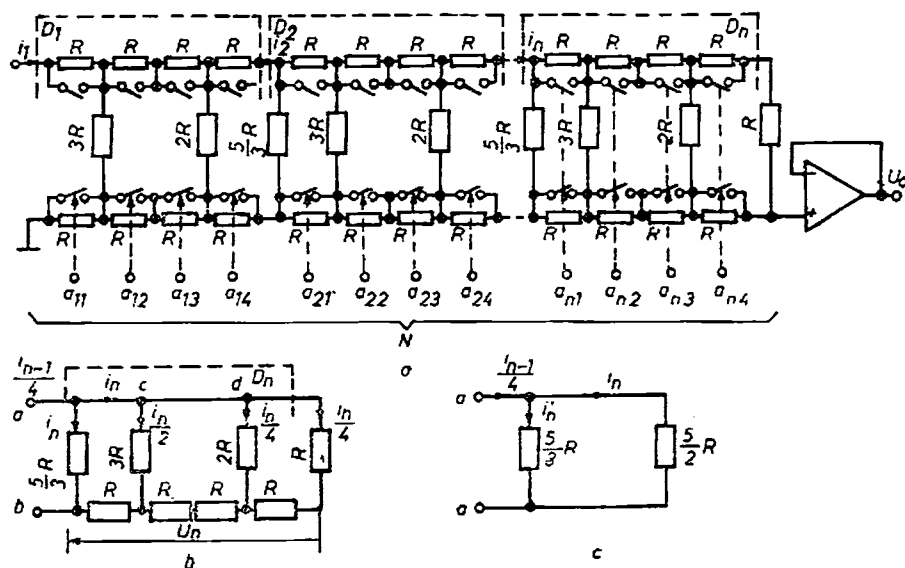 D1 D2 Dn
i1 R R R R i2 R R R R in R R R R
3R 2R 5/3 R 3R 2R 5/3 R 3R 2R R
U0
R R R R R R R R R R R R
a11 a12 a13 a14 a21 a22 a23 a24 an1 an2 an3 an4
N
a
in-1/4 Dn in-1/4
a in c d a in
in in/2 in/4 in/4 in
5/3 R 3R 2R R 5/3 R 5/2 R
R R R R
b a
Un
b c